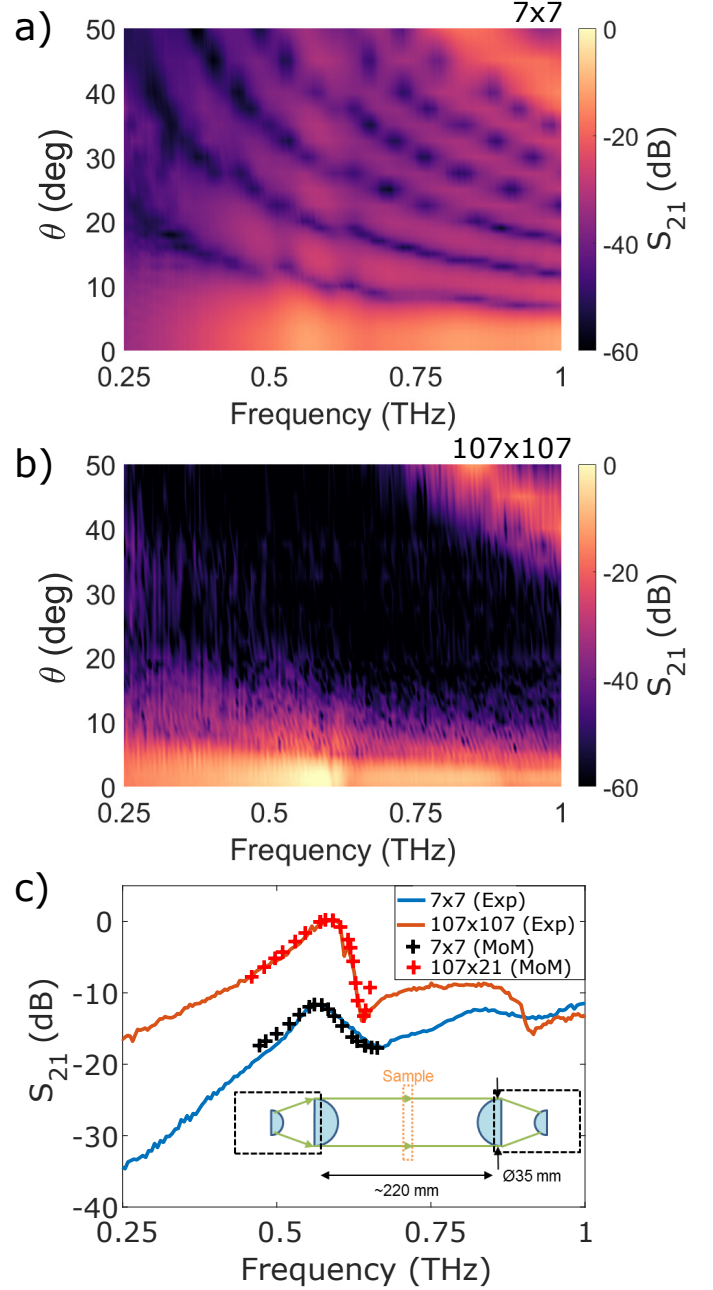 a)
7x7
50
40
30
20
10
0
θ (deg)
0.25
0.5
0.75
1
Frequency (THz)
0
-20
-40
-60
S21 (dB)
b)
107x107
50
40
30
20
10
0
θ (deg)
0.25
0.5
0.75
1
Frequency (THz)
0
-20
-40
-60
S21 (dB)
c)
0
-10
-20
-30
-40
S21 (dB)
7x7 (Exp)
107x107 (Exp)
7x7 (MoM)
107x21 (MoM)
Sample
~220 mm
Ø35 mm
0.25
0.5
0.75
1
Frequency (THz)